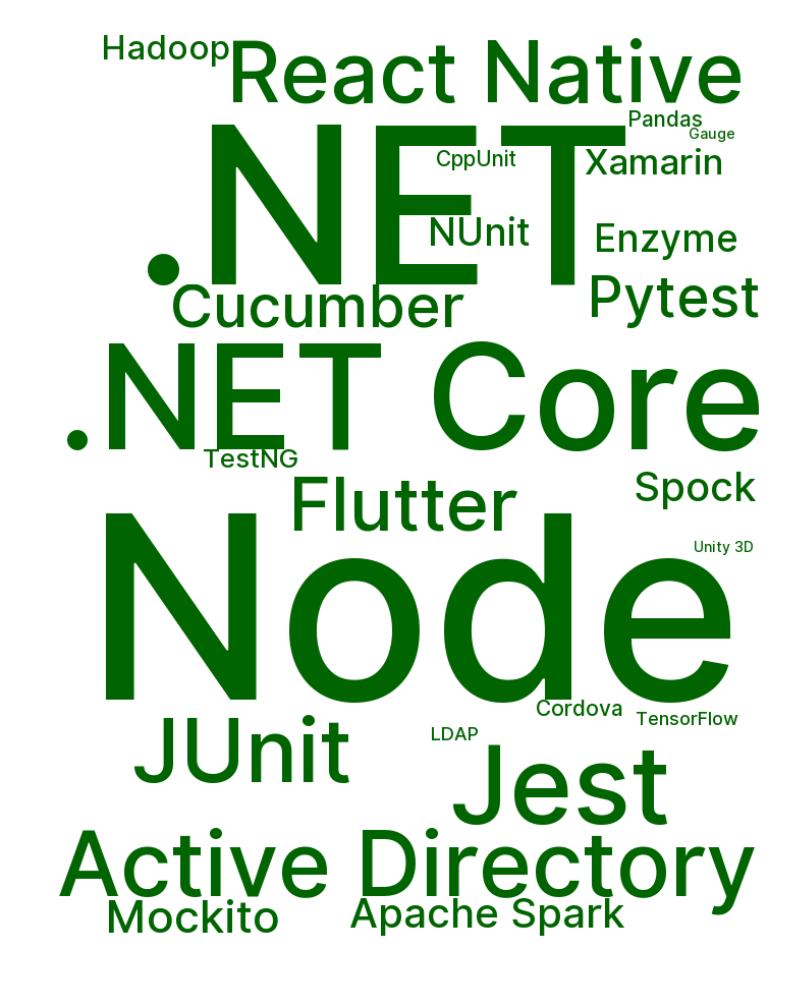 Hadoop
React Native
Pandas
Gauge
.NET
CppUnit
Xamarin
NUnit
Enzyme
Cucumber
Pytest
.NET Core
TestNG
Flutter
Spock
Node
Unity 3D
Cordova
TensorFlow
JUnit
LDAP
Jest
Active Directory
Mockito
Apache Spark